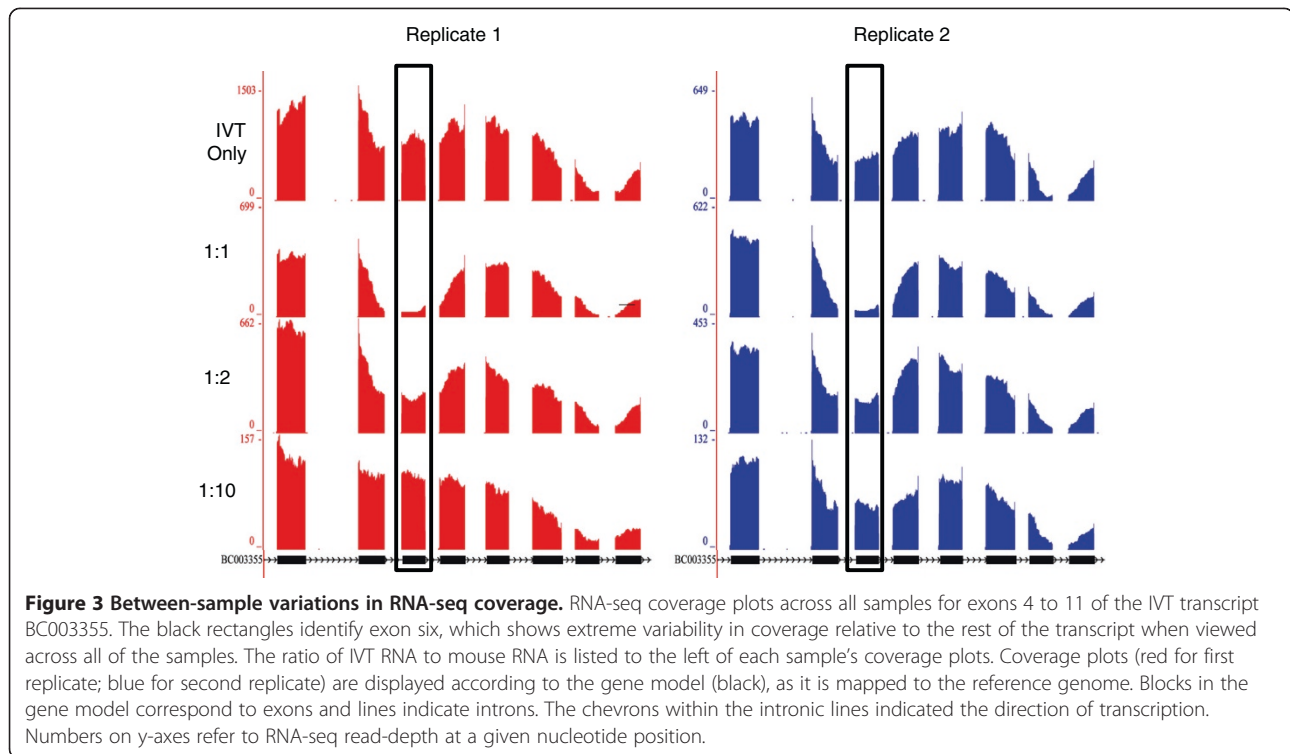 Replicate 1
Replicate 2
1503 -
IVT
Only
0 _
699 -
1:1
0 _
662 -
1:2
0 _
157 -
1:10
0 _
BC003355
649 -
0 _
622 -
0 _
453 -
0 _
132 -
0 _
BC003355
Figure 3 Between-sample variations in RNA-seq coverage. RNA-seq coverage plots across all samples for exons 4 to 11 of the IVT transcript
BC003355. The black rectangles identify exon six, which shows extreme variability in coverage relative to the rest of the transcript when viewed
across all of the samples. The ratio of IVT RNA to mouse RNA is listed to the left of each sample's coverage plots. Coverage plots (red for first
replicate; blue for second replicate) are displayed according to the gene model (black), as it is mapped to the reference genome. Blocks in the
gene model correspond to exons and lines indicate introns. The chevrons within the intronic lines indicated the direction of transcription.
Numbers on y-axes refer to RNA-seq read-depth at a given nucleotide position.